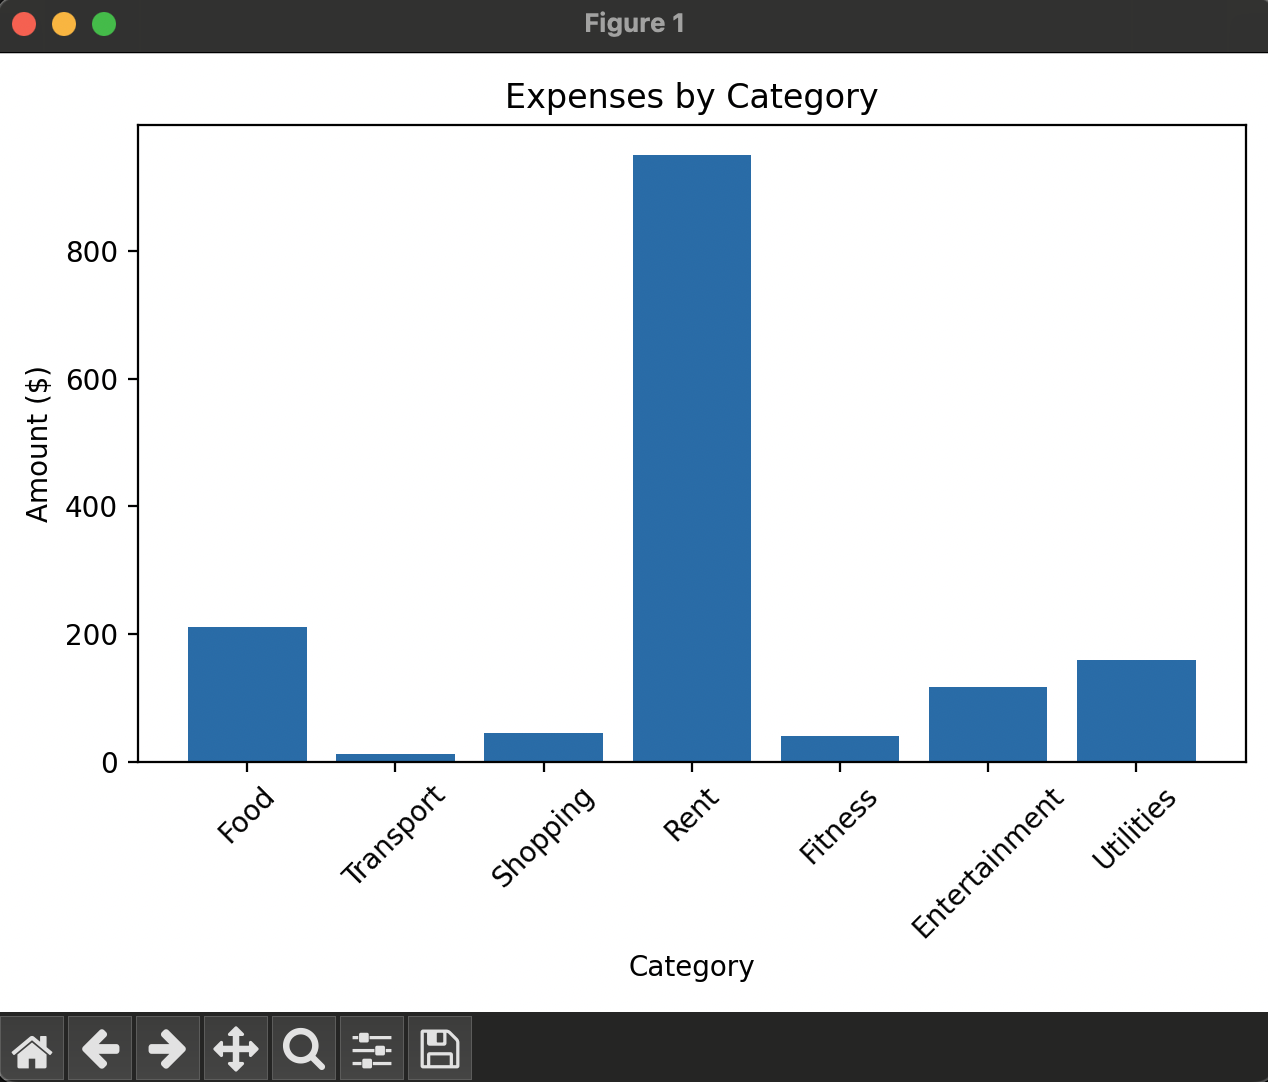 Figure 1
Expenses by Category
800
600
400
200
0
Amount ($)
Food
Transport
Shopping
Rent
Fitness
Entertainment
Utilities
Category